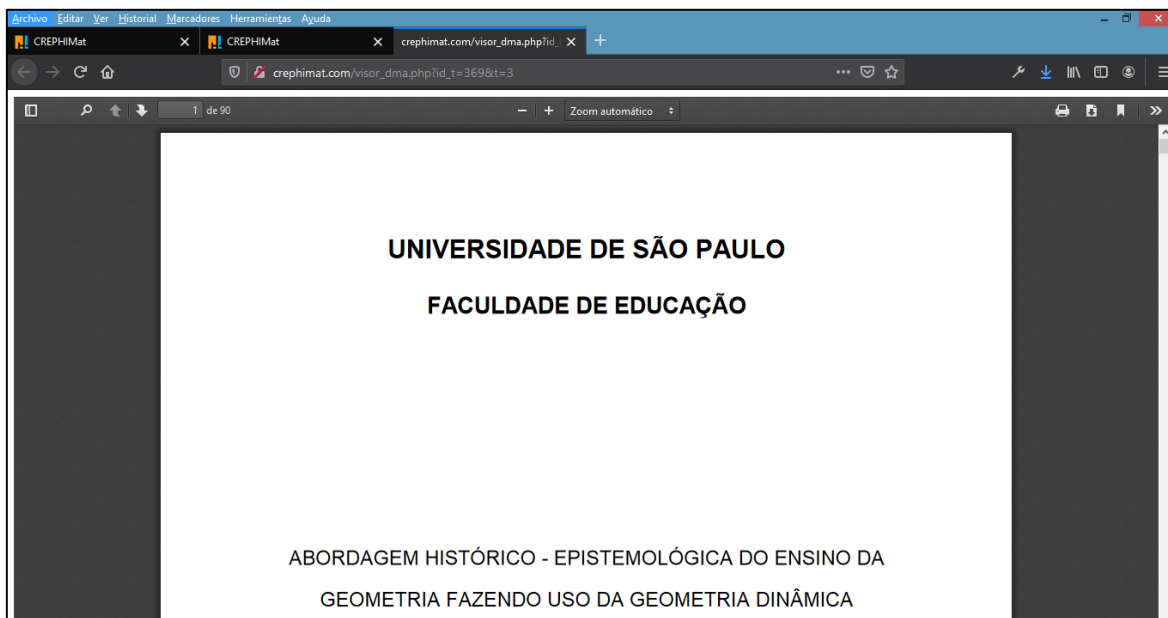 Archivo Editar Ver Historial Marcadores Herramientas Ayuda
CREPHIMat CREPHIMat crephimat.com/visor_dma.php?id_
crephimat.com/visor_dma.php?id_t=369&t=3
1 de 90 Zoom automático
UNIVERSIDADE DE SÃO PAULO
FACULDADE DE EDUCAÇÃO
ABORDAGEM HISTÓRICO - EPISTEMOLÓGICA DO ENSINO DA
GEOMETRIA FAZENDO USO DA GEOMETRIA DINÂMICA